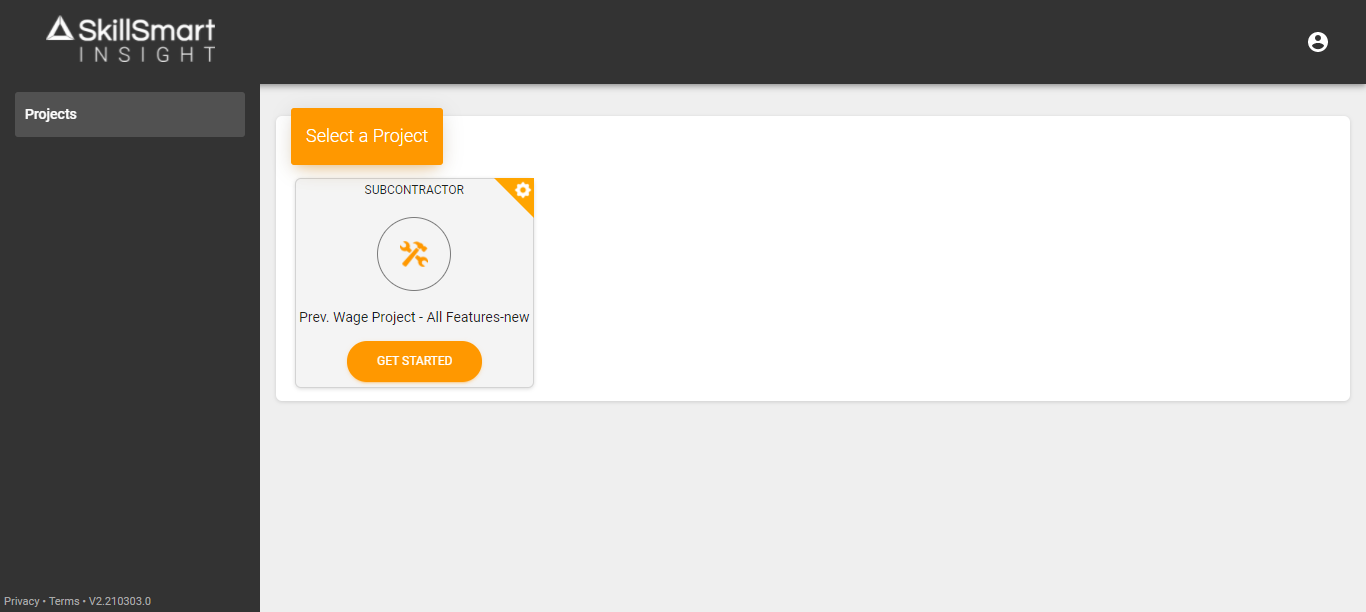 SkillSmart
INSIGHT
Projects
Select a Project
SUBCONTRACTOR
Prev. Wage Project - All Features-new
GET STARTED
Privacy • Terms • V2.210303.0